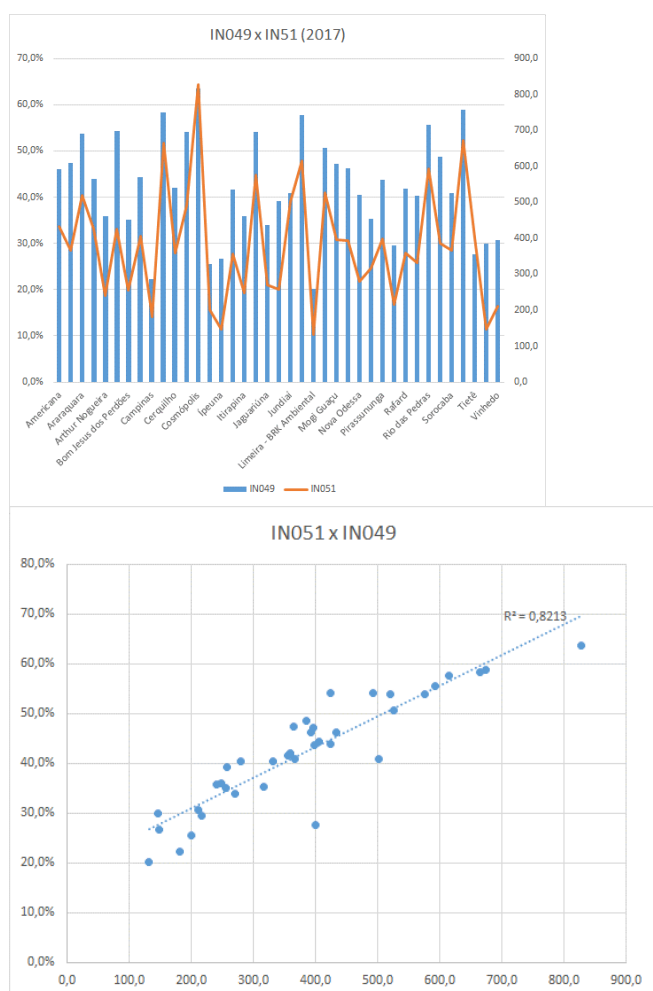 IN049 x IN51 (2017)
70,0%
900,0
60,0%
800,0
700,0
50,0%
600,0
40,0%
500,0
30,0%
400,0
300,0
20,0%
200,0
10,0%
100,0
0,0%
0,0
Americana
Araraquara
Arthur Nogueira
Bom Jesus dos Perdões
Campinas
Cerquilho
Cosmópolis
Ipeuna
Itirapina
Jaguariúna
Jundiai
Limeira - BRK Ambiental
Mogi Guaçu
Nova Odessa
Pirassununga
Rafard
Rio das Pedras
Sorocaba
Tietê
Vinhedo
IN049 IN051
IN051 x IN049
80,0%
70,0%
R² = 0,8213
60,0%
50,0%
40,0%
30,0%
20,0%
10,0%
0,0%
0,0 100,0 200,0 300,0 400,0 500,0 600,0 700,0 800,0 900,0